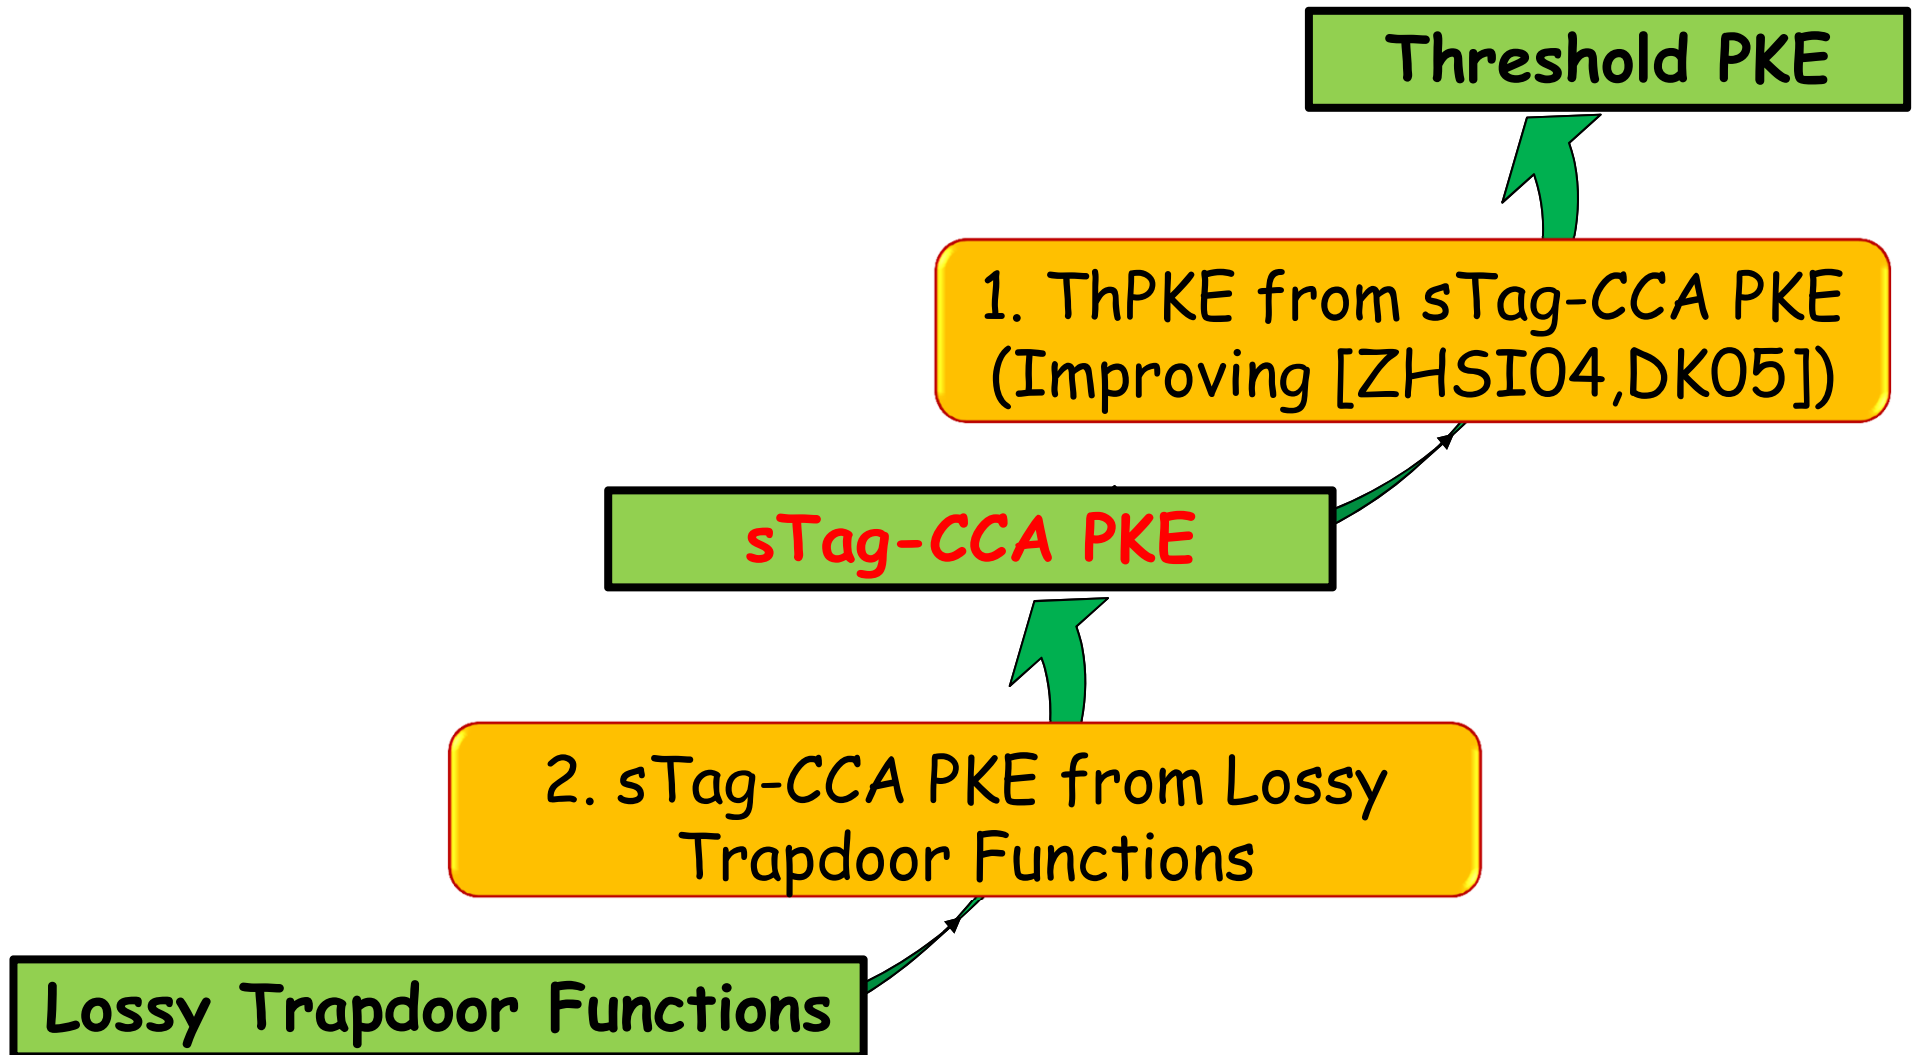 Threshold PKE
1. ThPKE from sTag-CCA PKE
(Improving [ZHSI04,DK05])
sTag-CCA PKE
2. sTag-CCA PKE from Lossy
Trapdoor Functions
Lossy Trapdoor Functions